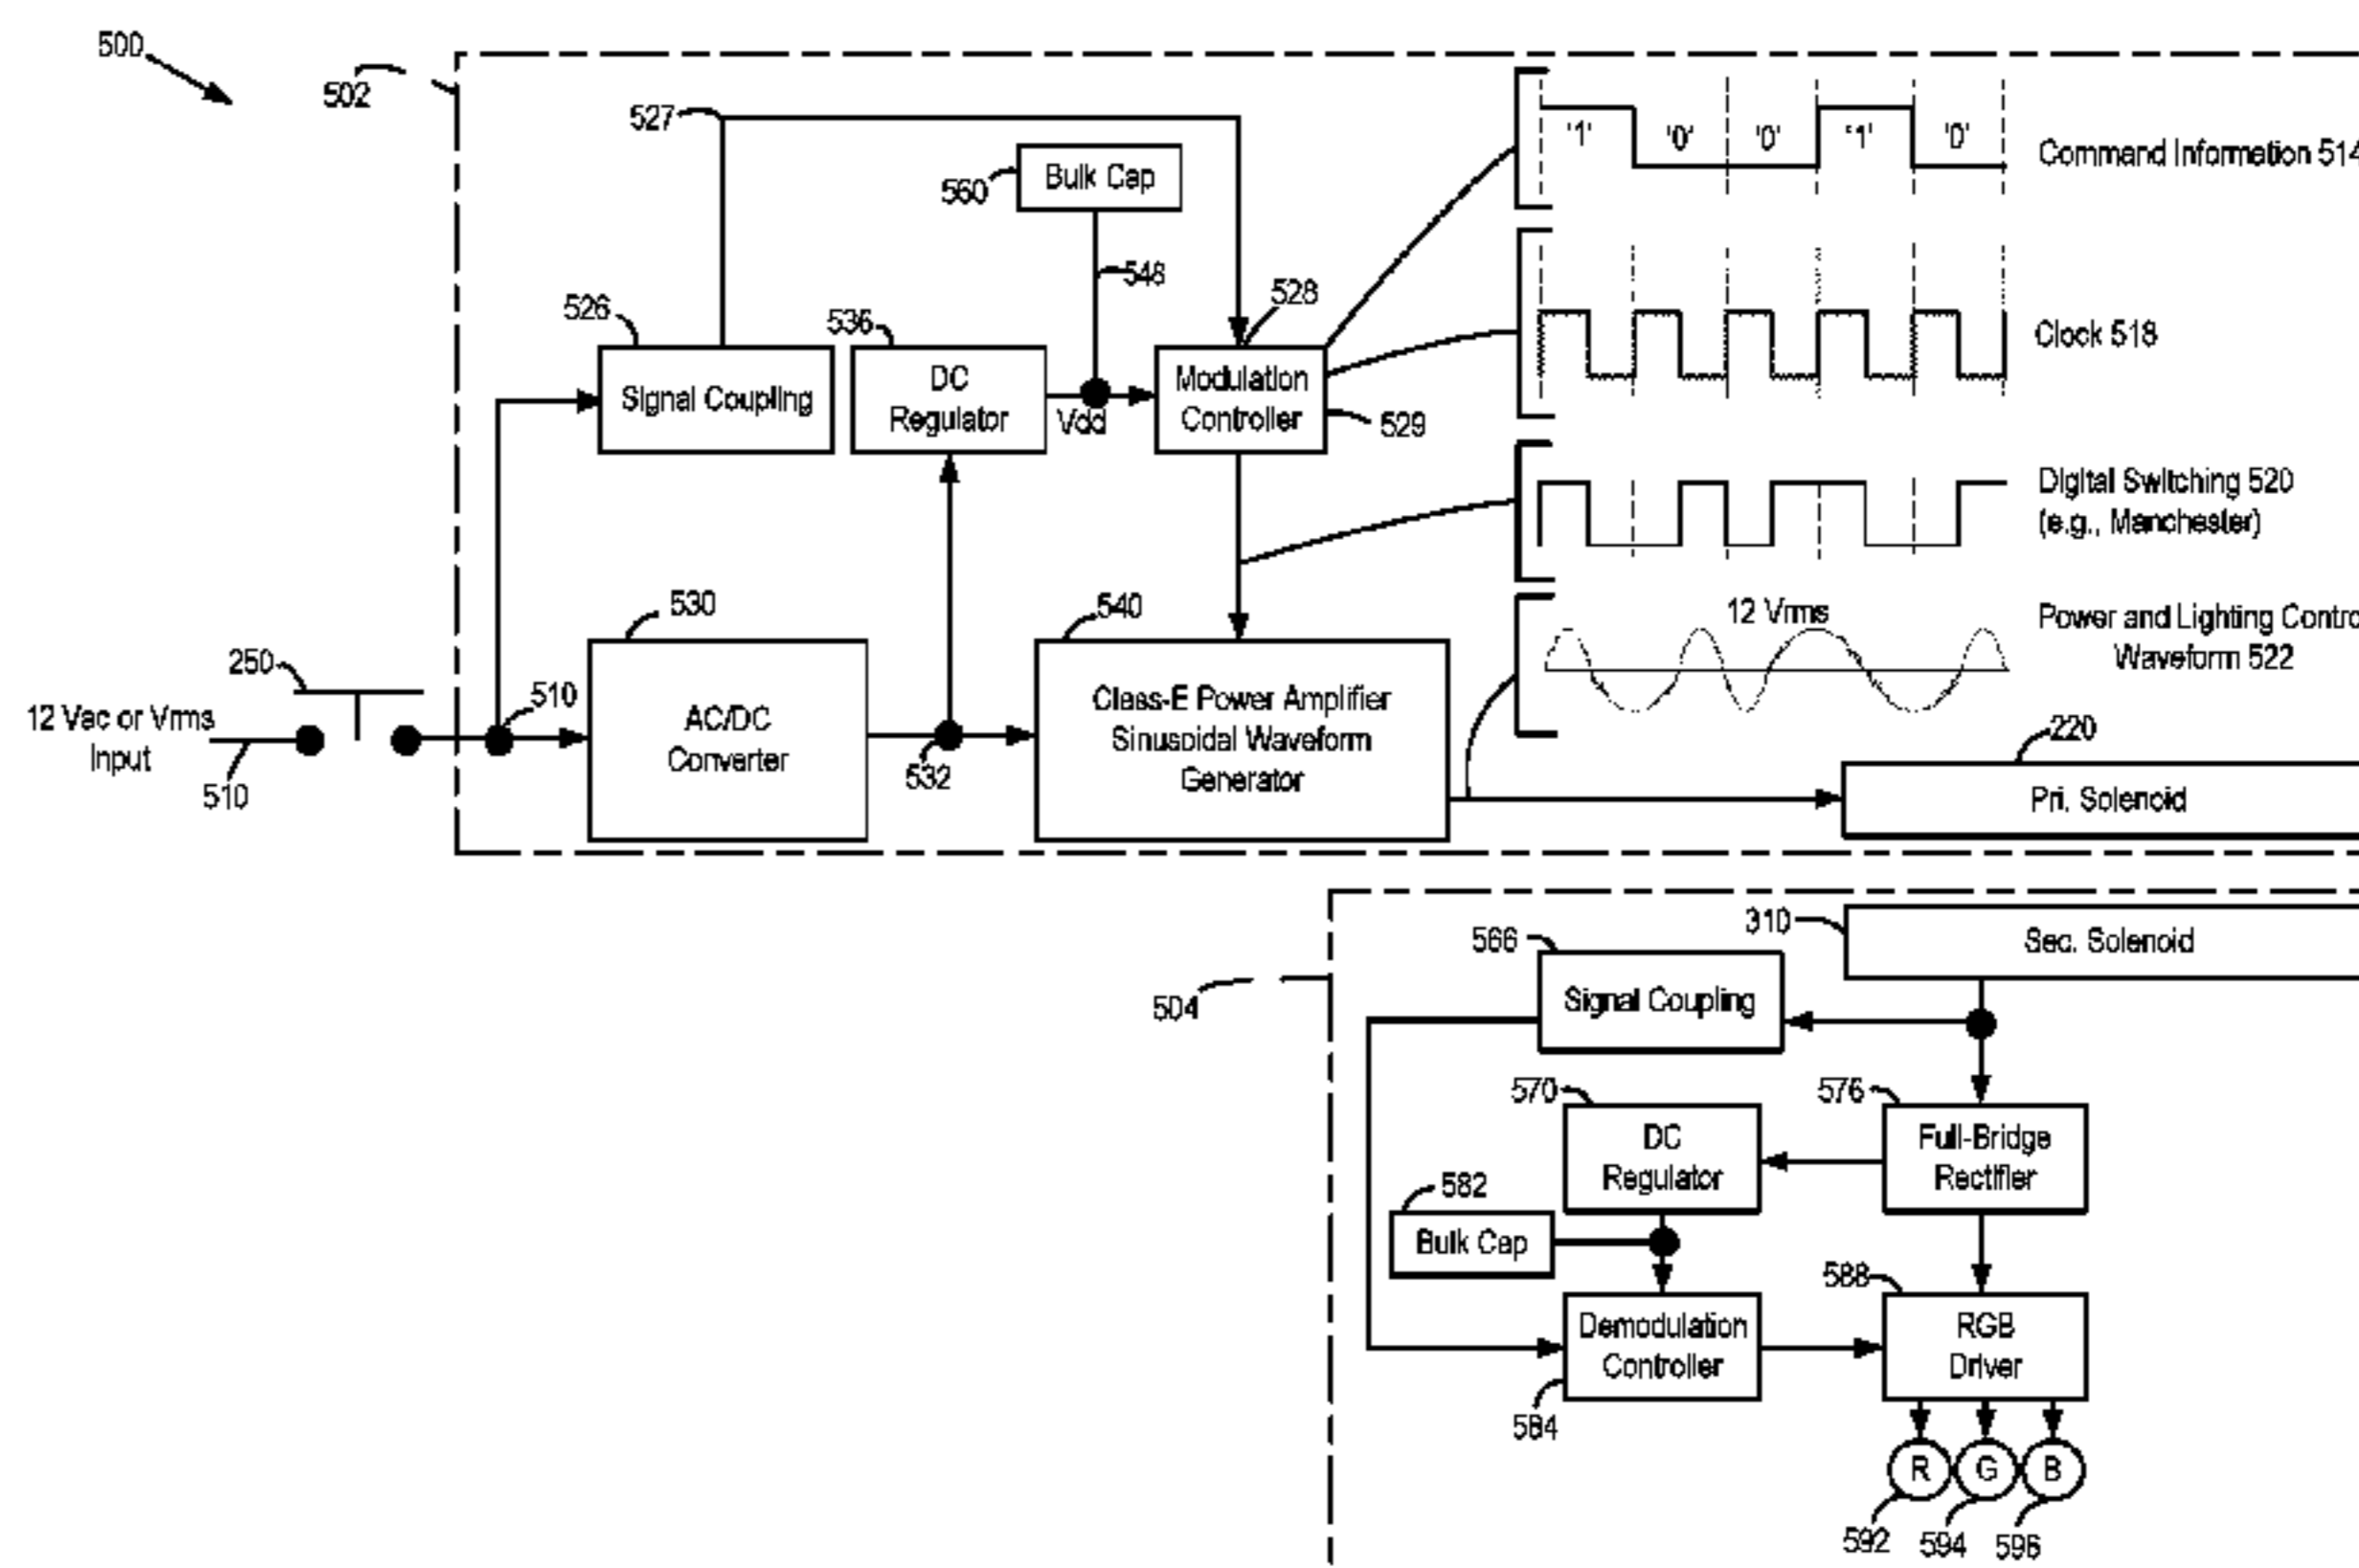 500
502
527
Bulk Cap
560
548
526
536
528
Signal Coupling
DC
Regulator
Vdd
Modulation
Controller
529
'1' '0' '0' '1' '0'
Command Information 514
Clock 518
Digital Switching 520
(e.g., Manchester)
12 Vrms
Power and Lighting Contro
Waveform 522
530
540
250
12 Vac or Vrms
Input
510
510
AC/DC
Converter
532
Class-E Power Amplifier
Sinusoidal Waveform
Generator
220
Pri. Solenoid
310
Sec. Solenoid
566
Signal Coupling
504
570
DC
Regulator
576
Full-Bridge
Rectifier
582
Bulk Cap
588
Demodulation
Controller
584
RGB
Driver
R G B
592 594 596